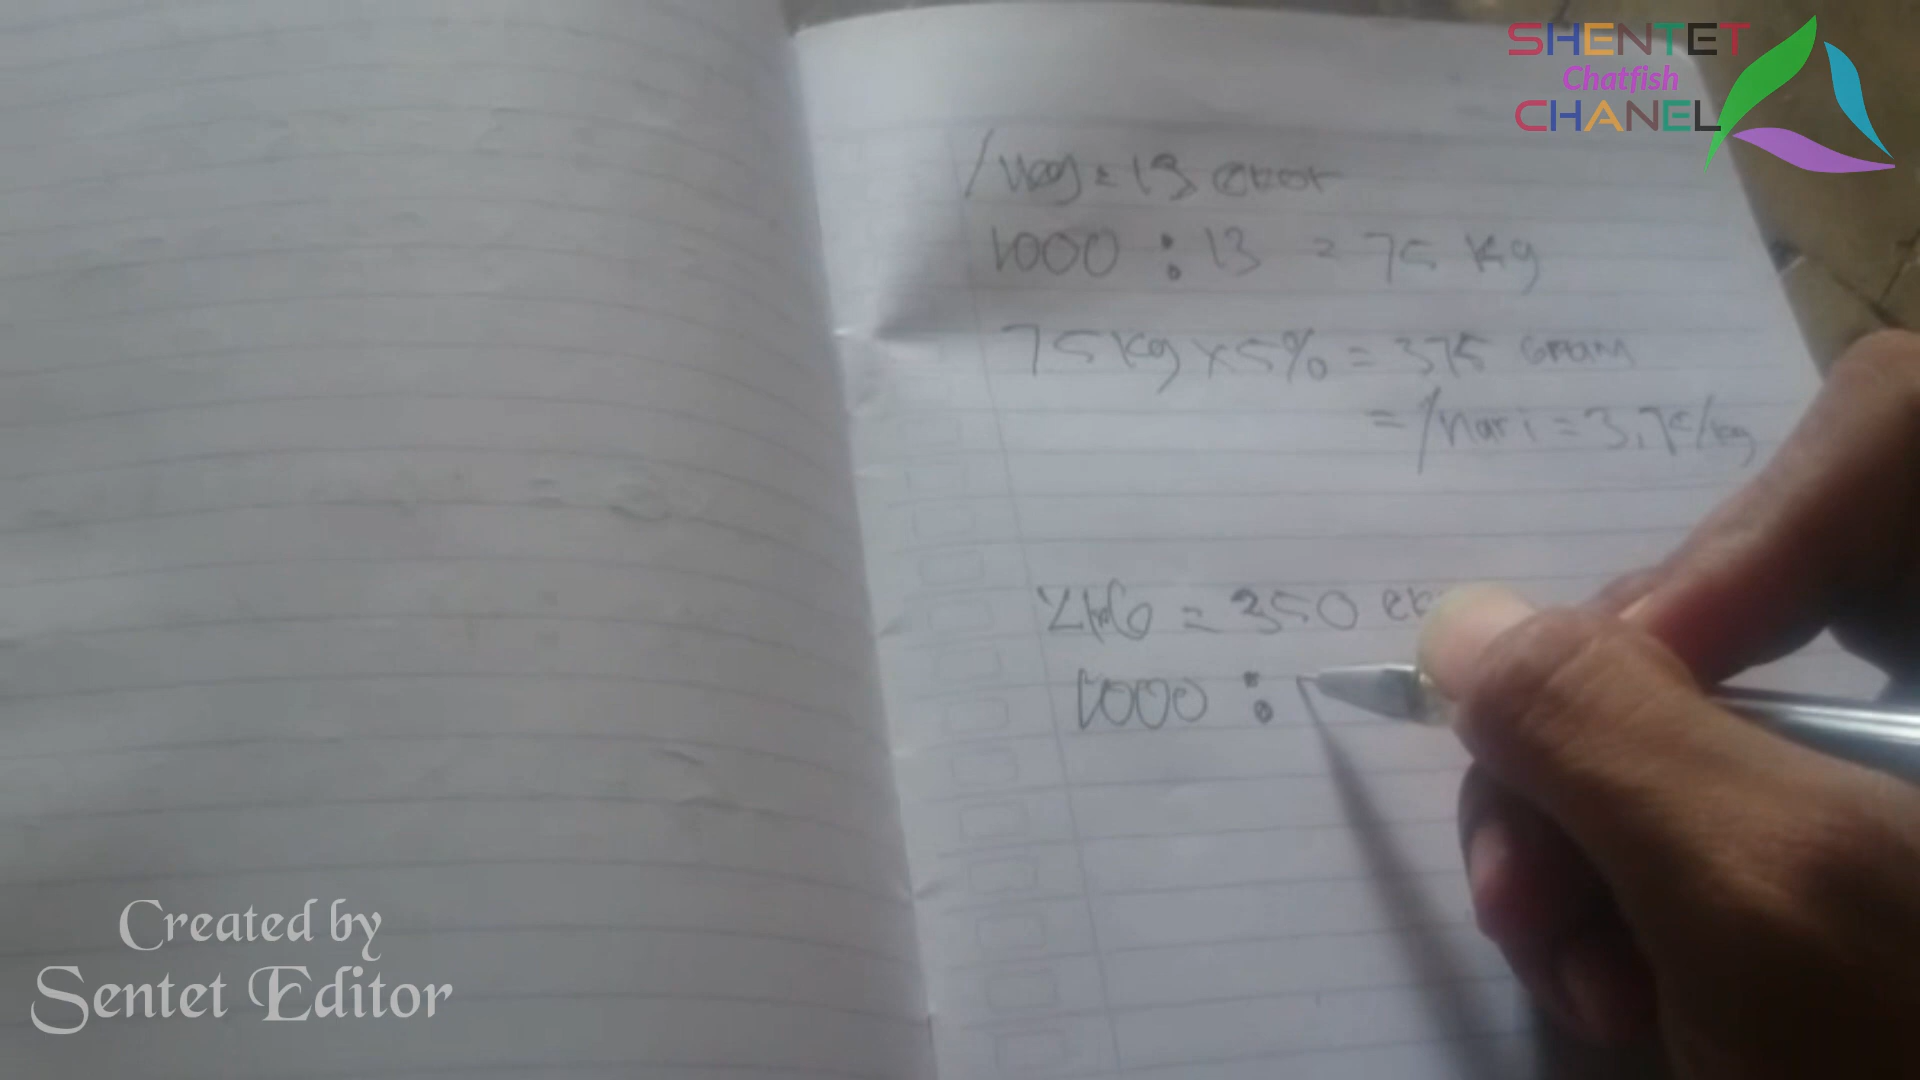 SHENTET
Chatfish
CHANEL
/1kg = 13 ekor
1000 : 13 = 75 kg
75 kg x 5% = 375 Gram
= /hari = 3,75/kg
2kg = 350
1000 :
Created by
Sentet Editor